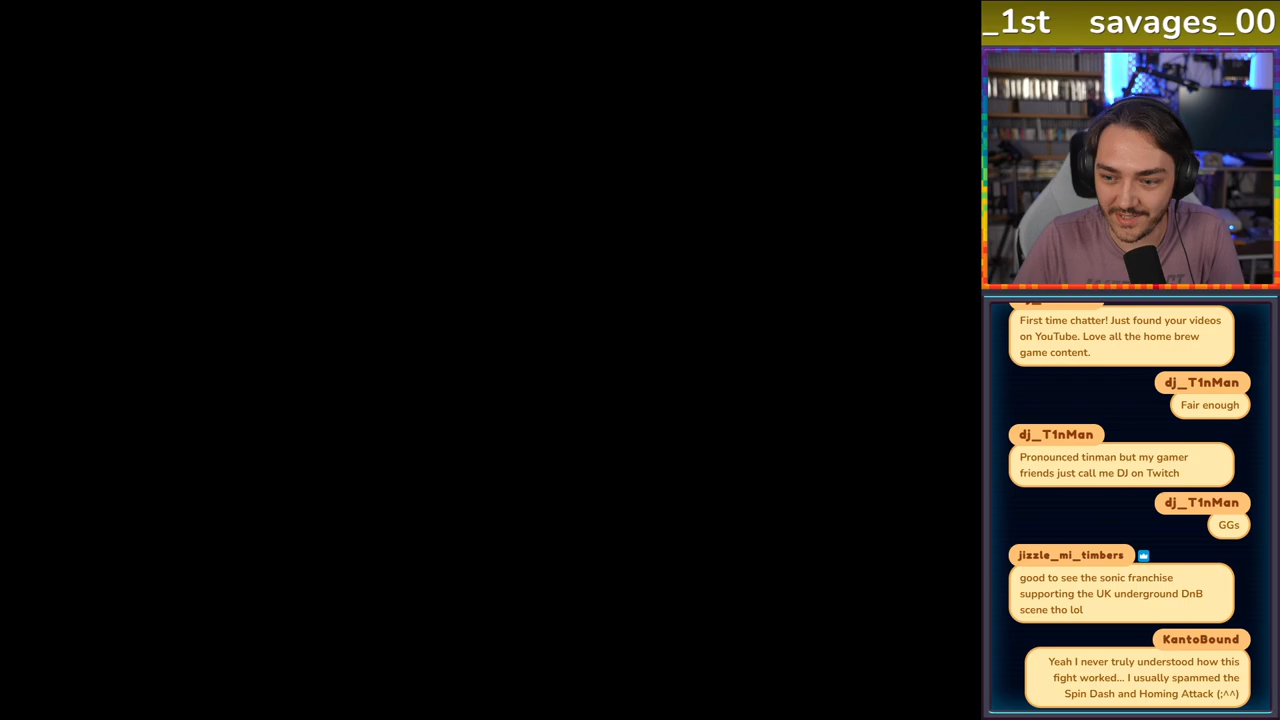 _1st savages_00
First time chatter! Just found your videos
on YouTube. Love all the home brew
game content.
dj_T1nMan
Fair enough
dj_T1nMan
Pronounced tinman but my gamer
friends just call me DJ on Twitch
dj_T1nMan
GGs
jizzle_mi_timbers
good to see the sonic franchise
supporting the UK underground DnB
scene tho lol
KantoBound
Yeah I never truly understood how this
fight worked... I usually spammed the
Spin Dash and Homing Attack (;^^)